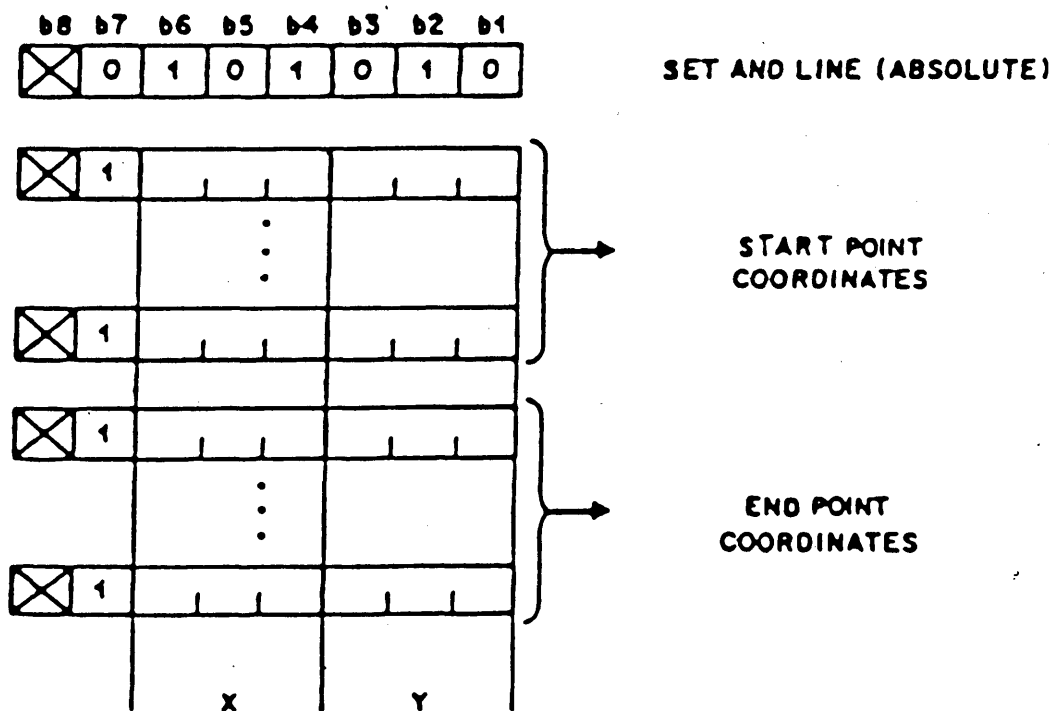 b8 b7 b6 b5 b4 b3 b2 b1
0 1 0 1 0 1 0 SET AND LINE (ABSOLUTE)
1
START POINT
COORDINATES
1
1
END POINT
COORDINATES
1
X Y